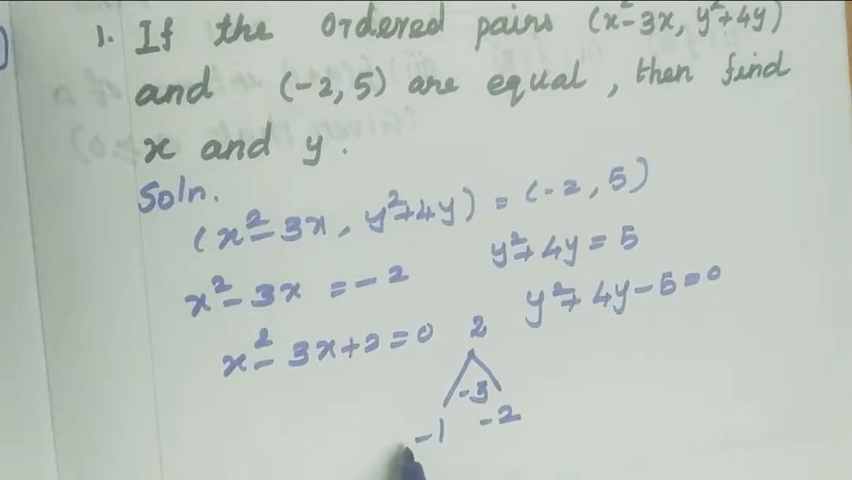 1. If the ordered pairs (x²-3x, y²+4y)
and (-2, 5) are equal, then find
x and y.
Soln.
(x²-3x, y²+4y) = (-2, 5)
x²-3x = -2
y²+4y = 5
x²-3x+2=0
y²+4y-5=0
2
-3
-1 -2